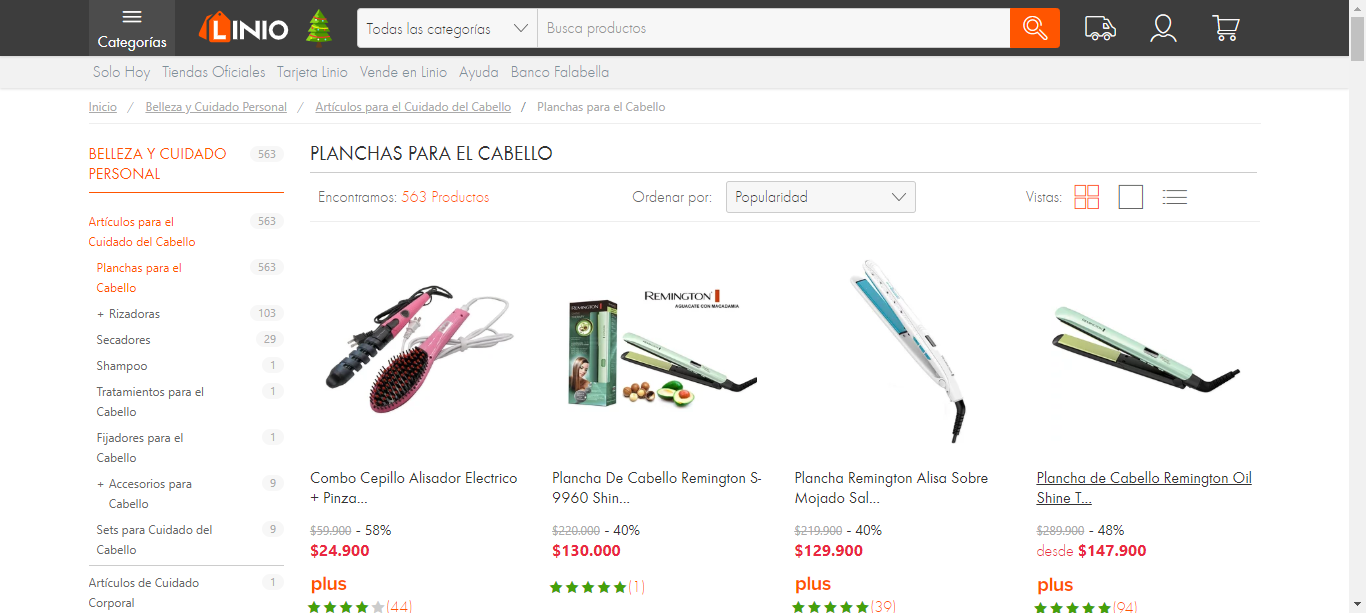 Categorías
LINIO
Todas las categorías
Busca productos
Solo Hoy Tiendas Oficiales Tarjeta Linio Vende en Linio Ayuda Banco Falabella
Inicio / Belleza y Cuidado Personal / Artículos para el Cuidado del Cabello / Planchas para el Cabello
BELLEZA Y CUIDADO 563
PERSONAL
Artículos para el 563
Cuidado del Cabello
Planchas para el 563
Cabello
+ Rizadoras 103
Secadores 29
Shampoo 1
Tratamientos para el 1
Cabello
Fijadores para el 1
Cabello
+ Accesorios para 9
Cabello
Sets para Cuidado del 9
Cabello
Artículos de Cuidado 1
Corporal
PLANCHAS PARA EL CABELLO
Encontramos: 563 Productos
Ordenar por: Popularidad
Vistas:
REMINGTON
AGUACATE CON MACADAMIA
REMINGTON
Combo Cepillo Alisador Electrico
+ Pinza...
$59.900 - 58%
$24.900
plus
(44)
Plancha De Cabello Remington S-
9960 Shin...
$220.000 - 40%
$130.000
(1)
Plancha Remington Alisa Sobre
Mojado Sal...
$219.900 - 40%
$129.900
plus
(39)
Plancha de Cabello Remington Oil
Shine T...
$289.900 - 48%
desde $147.900
plus
(94)